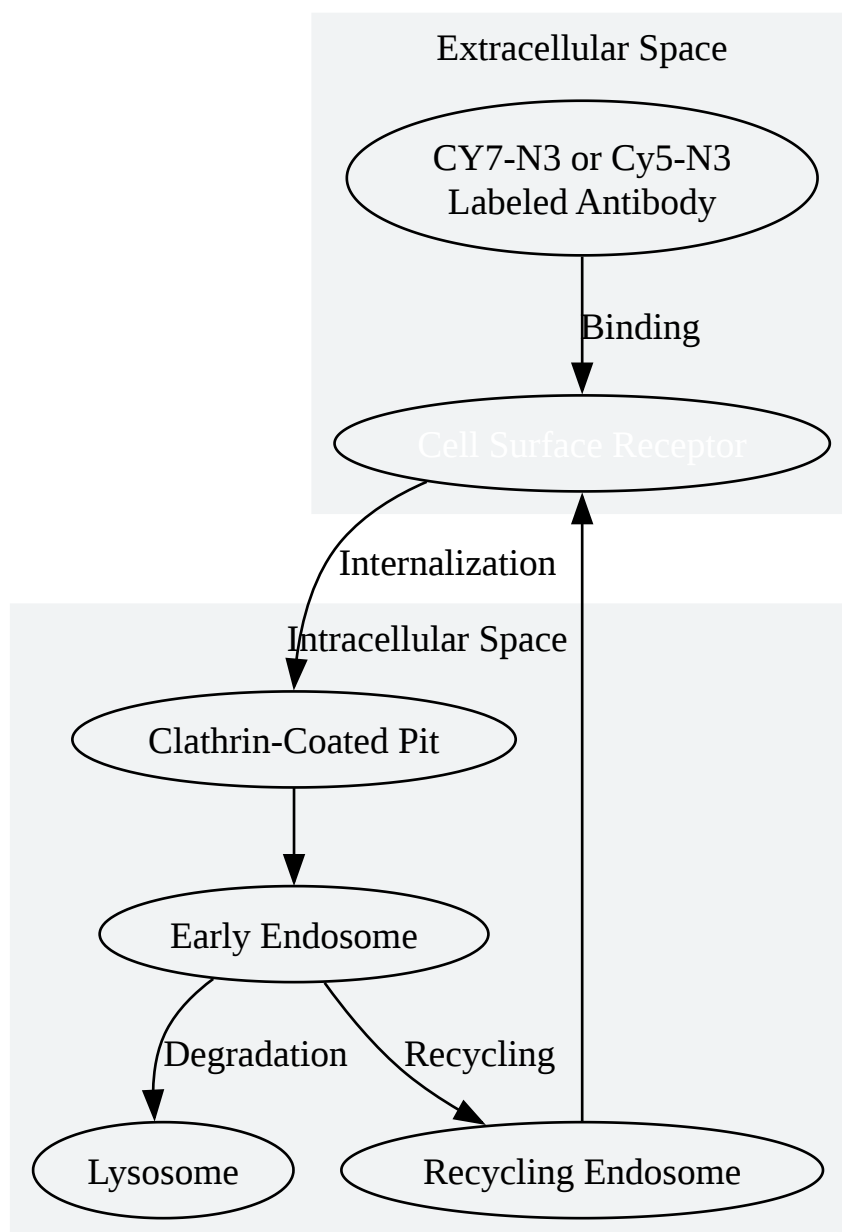 Extracellular Space
CY7-N3 or Cy5-N3
Labeled Antibody
Binding
Cell Surface Receptor
Internalization
Intracellular Space
Clathrin-Coated Pit
Early Endosome
Degradation
Recycling
Lysosome
Recycling Endosome